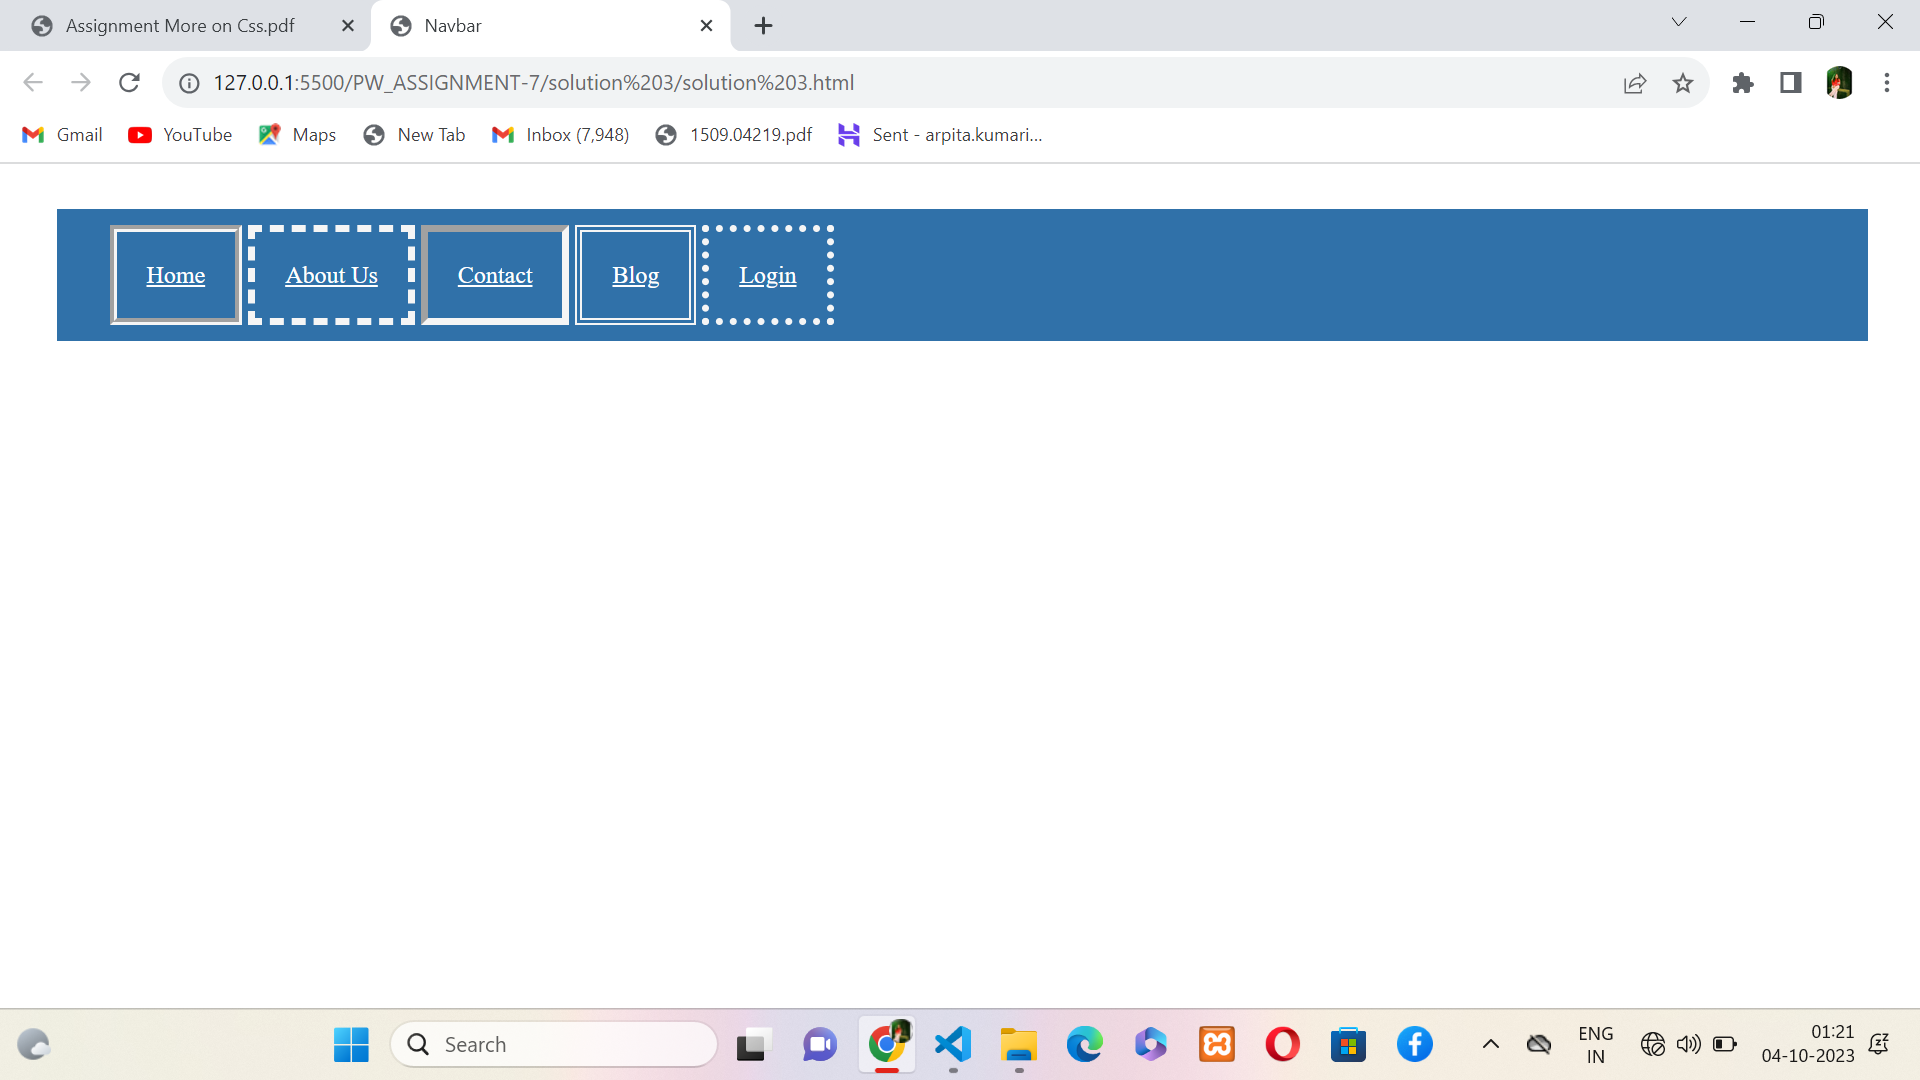 Assignment More on Css.pdf
Navbar
127.0.0.1:5500/PW_ASSIGNMENT-7/solution%203/solution%203.html
Gmail
YouTube
Maps
New Tab
Inbox (7,948)
1509.04219.pdf
Sent - arpita.kumari...
Home
About Us
Contact
Blog
Login
Search
ENG
IN
01:21
04-10-2023